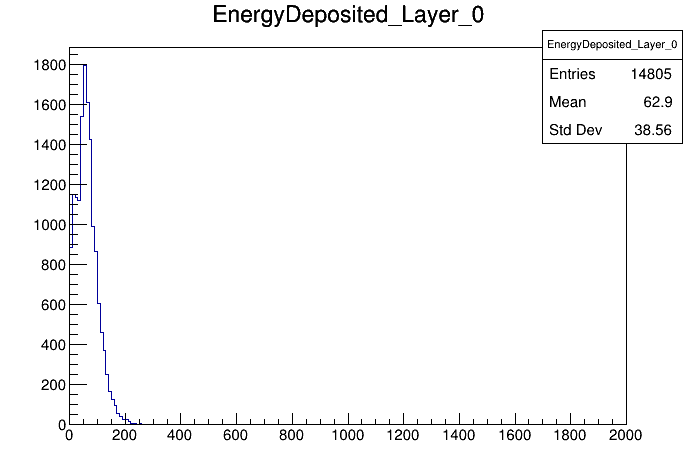 EnergyDeposited_Layer_0
EnergyDeposited_Layer_0
Entries 14805
Mean 62.9
Std Dev 38.56
1800
1600
1400
1200
1000
800
600
400
200
0
0 200 400 600 800 1000 1200 1400 1600 1800 2000